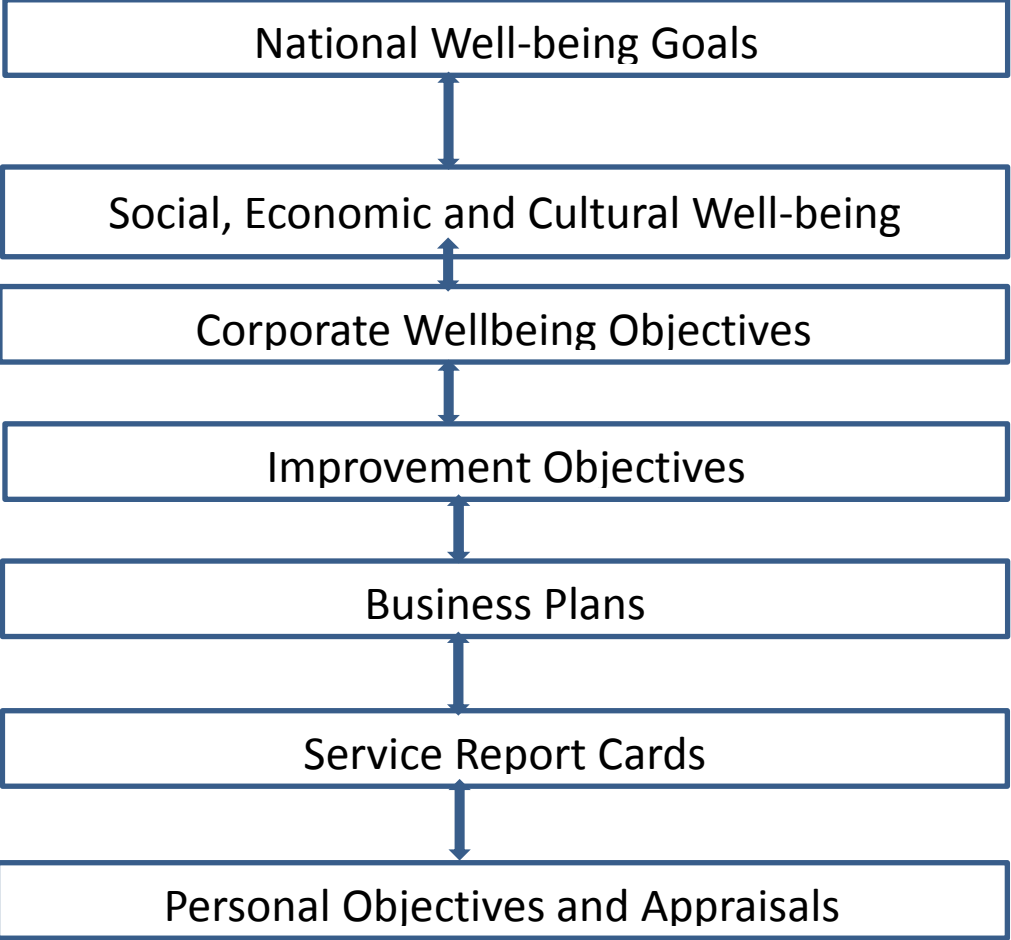 National Well-being Goals
Social, Economic and Cultural Well-being
Corporate Wellbeing Objectives
Improvement Objectives
Business Plans
Service Report Cards
Personal Objectives and Appraisals